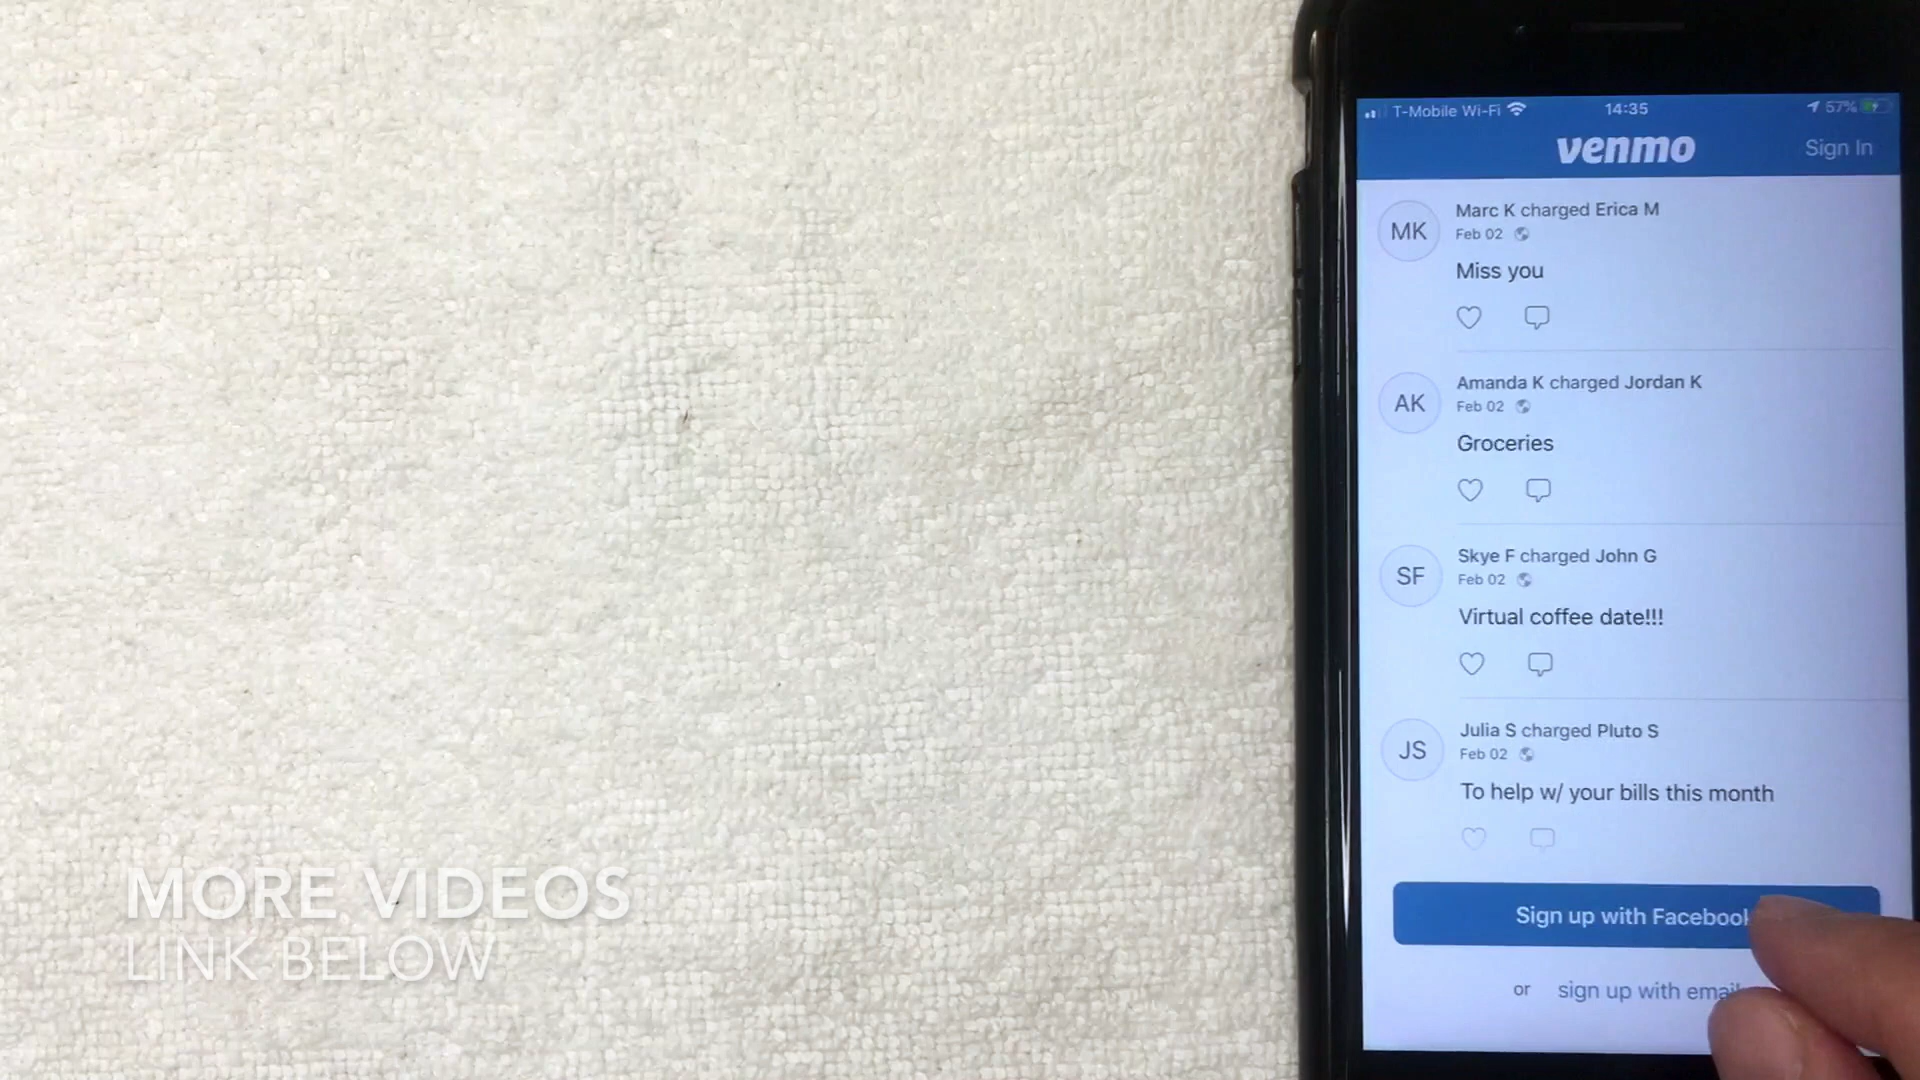 T-Mobile Wi-Fi 14:35 57%
venmo Sign In
MK Marc K charged Erica M
Feb 02
Miss you
AK Amanda K charged Jordan K
Feb 02
Groceries
SF Skye F charged John G
Feb 02
Virtual coffee date!!!
JS Julia S charged Pluto S
Feb 02
To help w/ your bills this month
Sign up with Facebook
or sign up with email
MORE VIDEOS
LINK BELOW